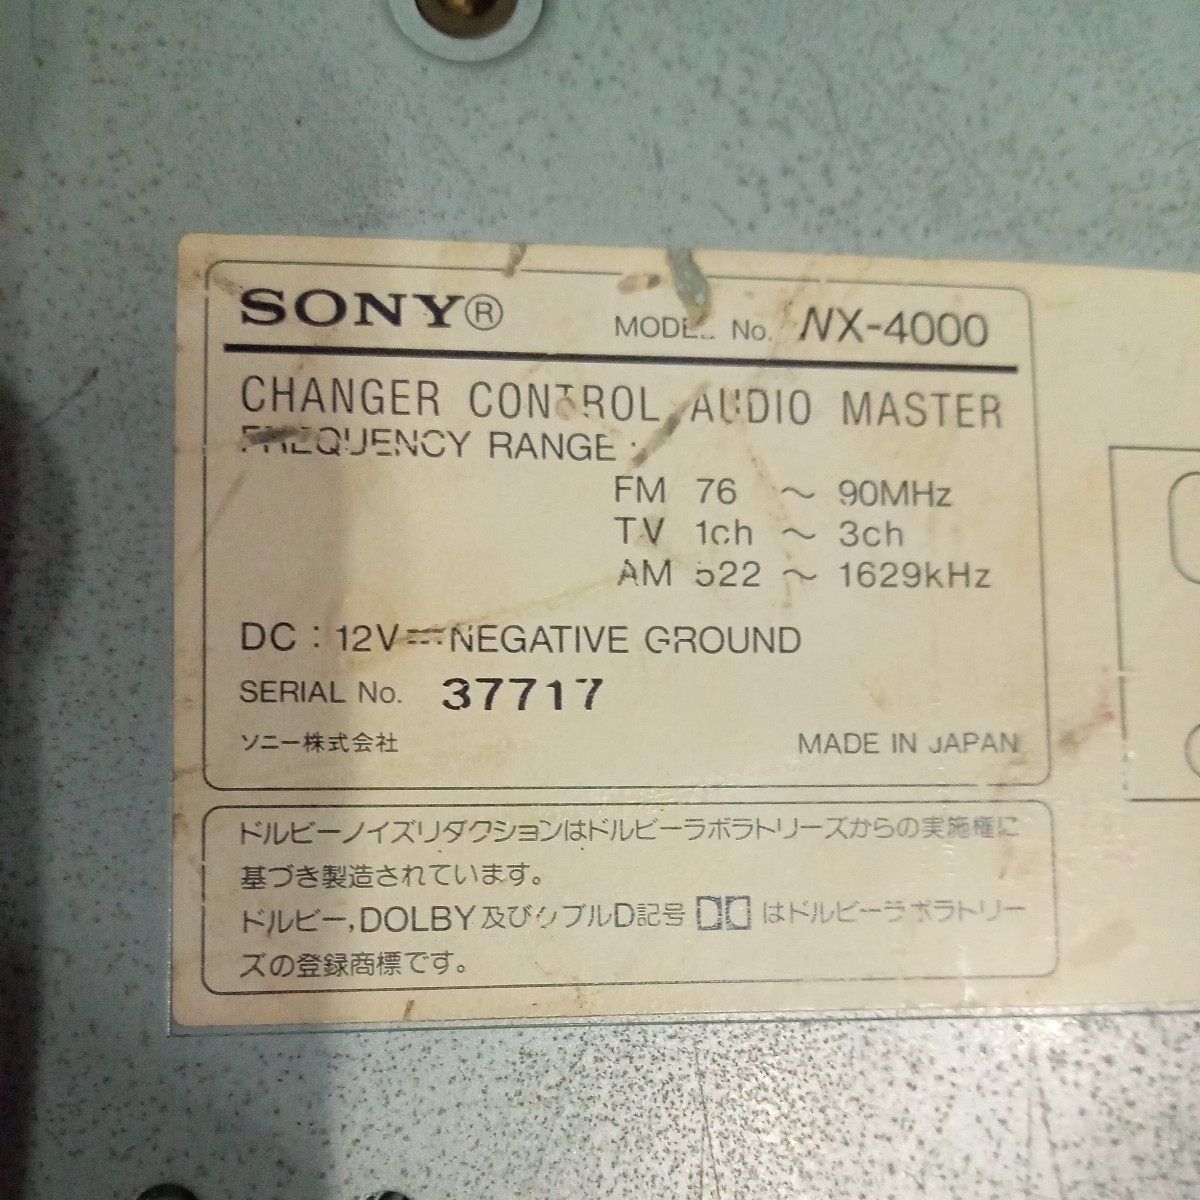 SONY®
MODEL No. WX-4000
CHANGER CONTROL AUDIO MASTER
FREQUENCY RANGE:
FM 76 ～ 90MHz
TV 1ch ～ 3ch
AM 522 ～ 1629kHz
DC : 12V⎓NEGATIVE GROUND
SERIAL No. 37717
ソニー株式会社
MADE IN JAPAN
ドルビーノイズリダクションはドルビーラボラトリーズからの実施権に
基づき製造されています。
ドルビー,DOLBY及びダブルD記号 はドルビーラボラトリー
ズの登録商標です。